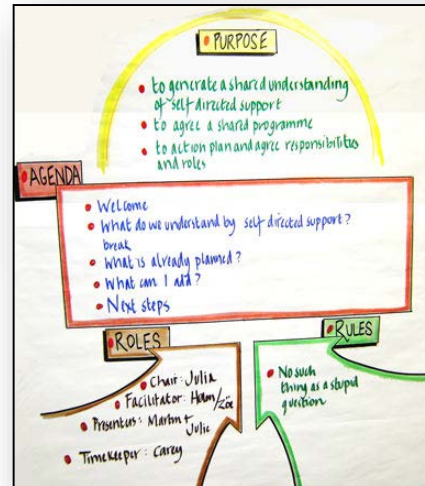 • PURPOSE
• to generate a shared understanding
of self directed support
• to agree a shared programme
• to action plan and agree responsibilities
and roles
• AGENDA
• Welcome
• What do we understand by self directed support?
break
• What is already planned?
• What can I add?
• Next steps
• ROLES
• Chair: Julia
• Facilitator: Helen/Zöe
• Presenters: Martin +
Julie
• Timekeeper: Carey
• RULES
• No such
thing as a stupid
question